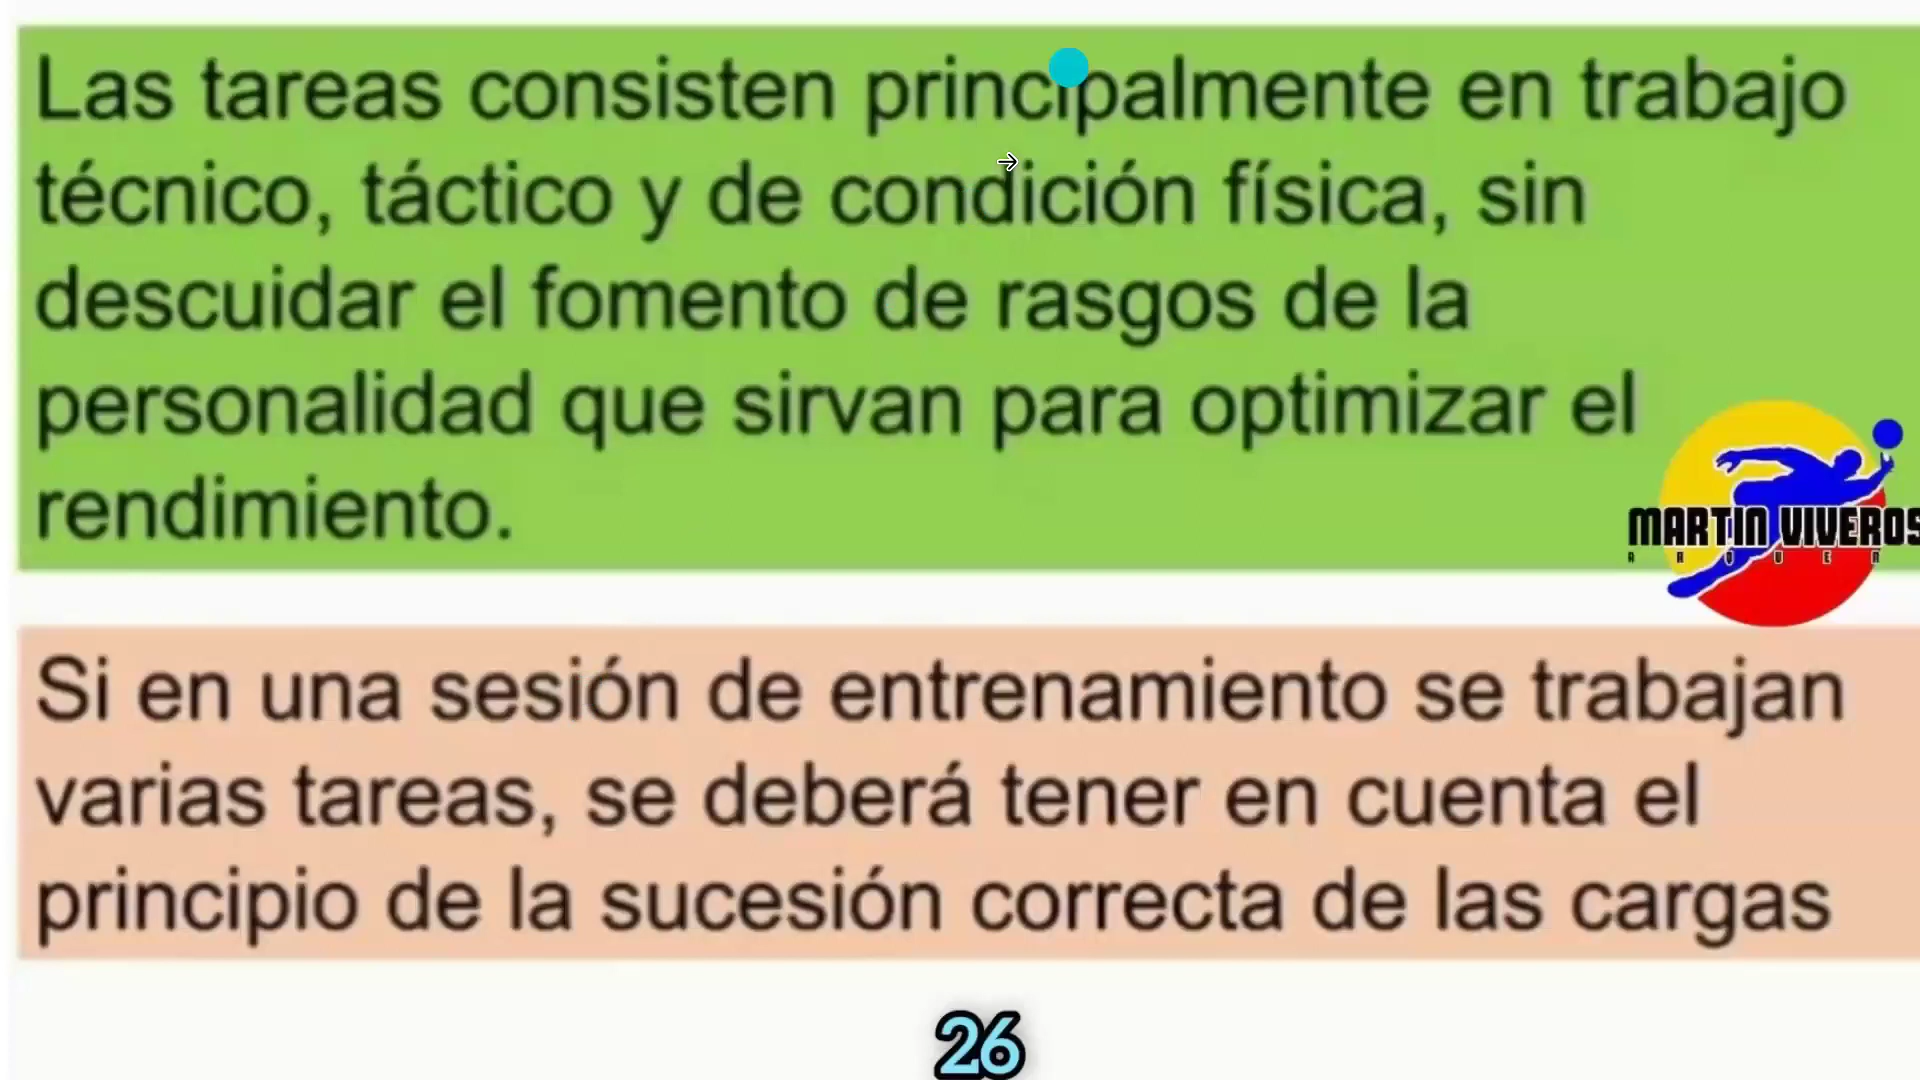 Las tareas consisten principalmente en trabajo
técnico, táctico y de condición física, sin
descuidar el fomento de rasgos de la
personalidad que sirvan para optimizar el
rendimiento.
MARTIN VIVEROS
A R Q U E R
Si en una sesión de entrenamiento se trabajan
varias tareas, se deberá tener en cuenta el
principio de la sucesión correcta de las cargas
26